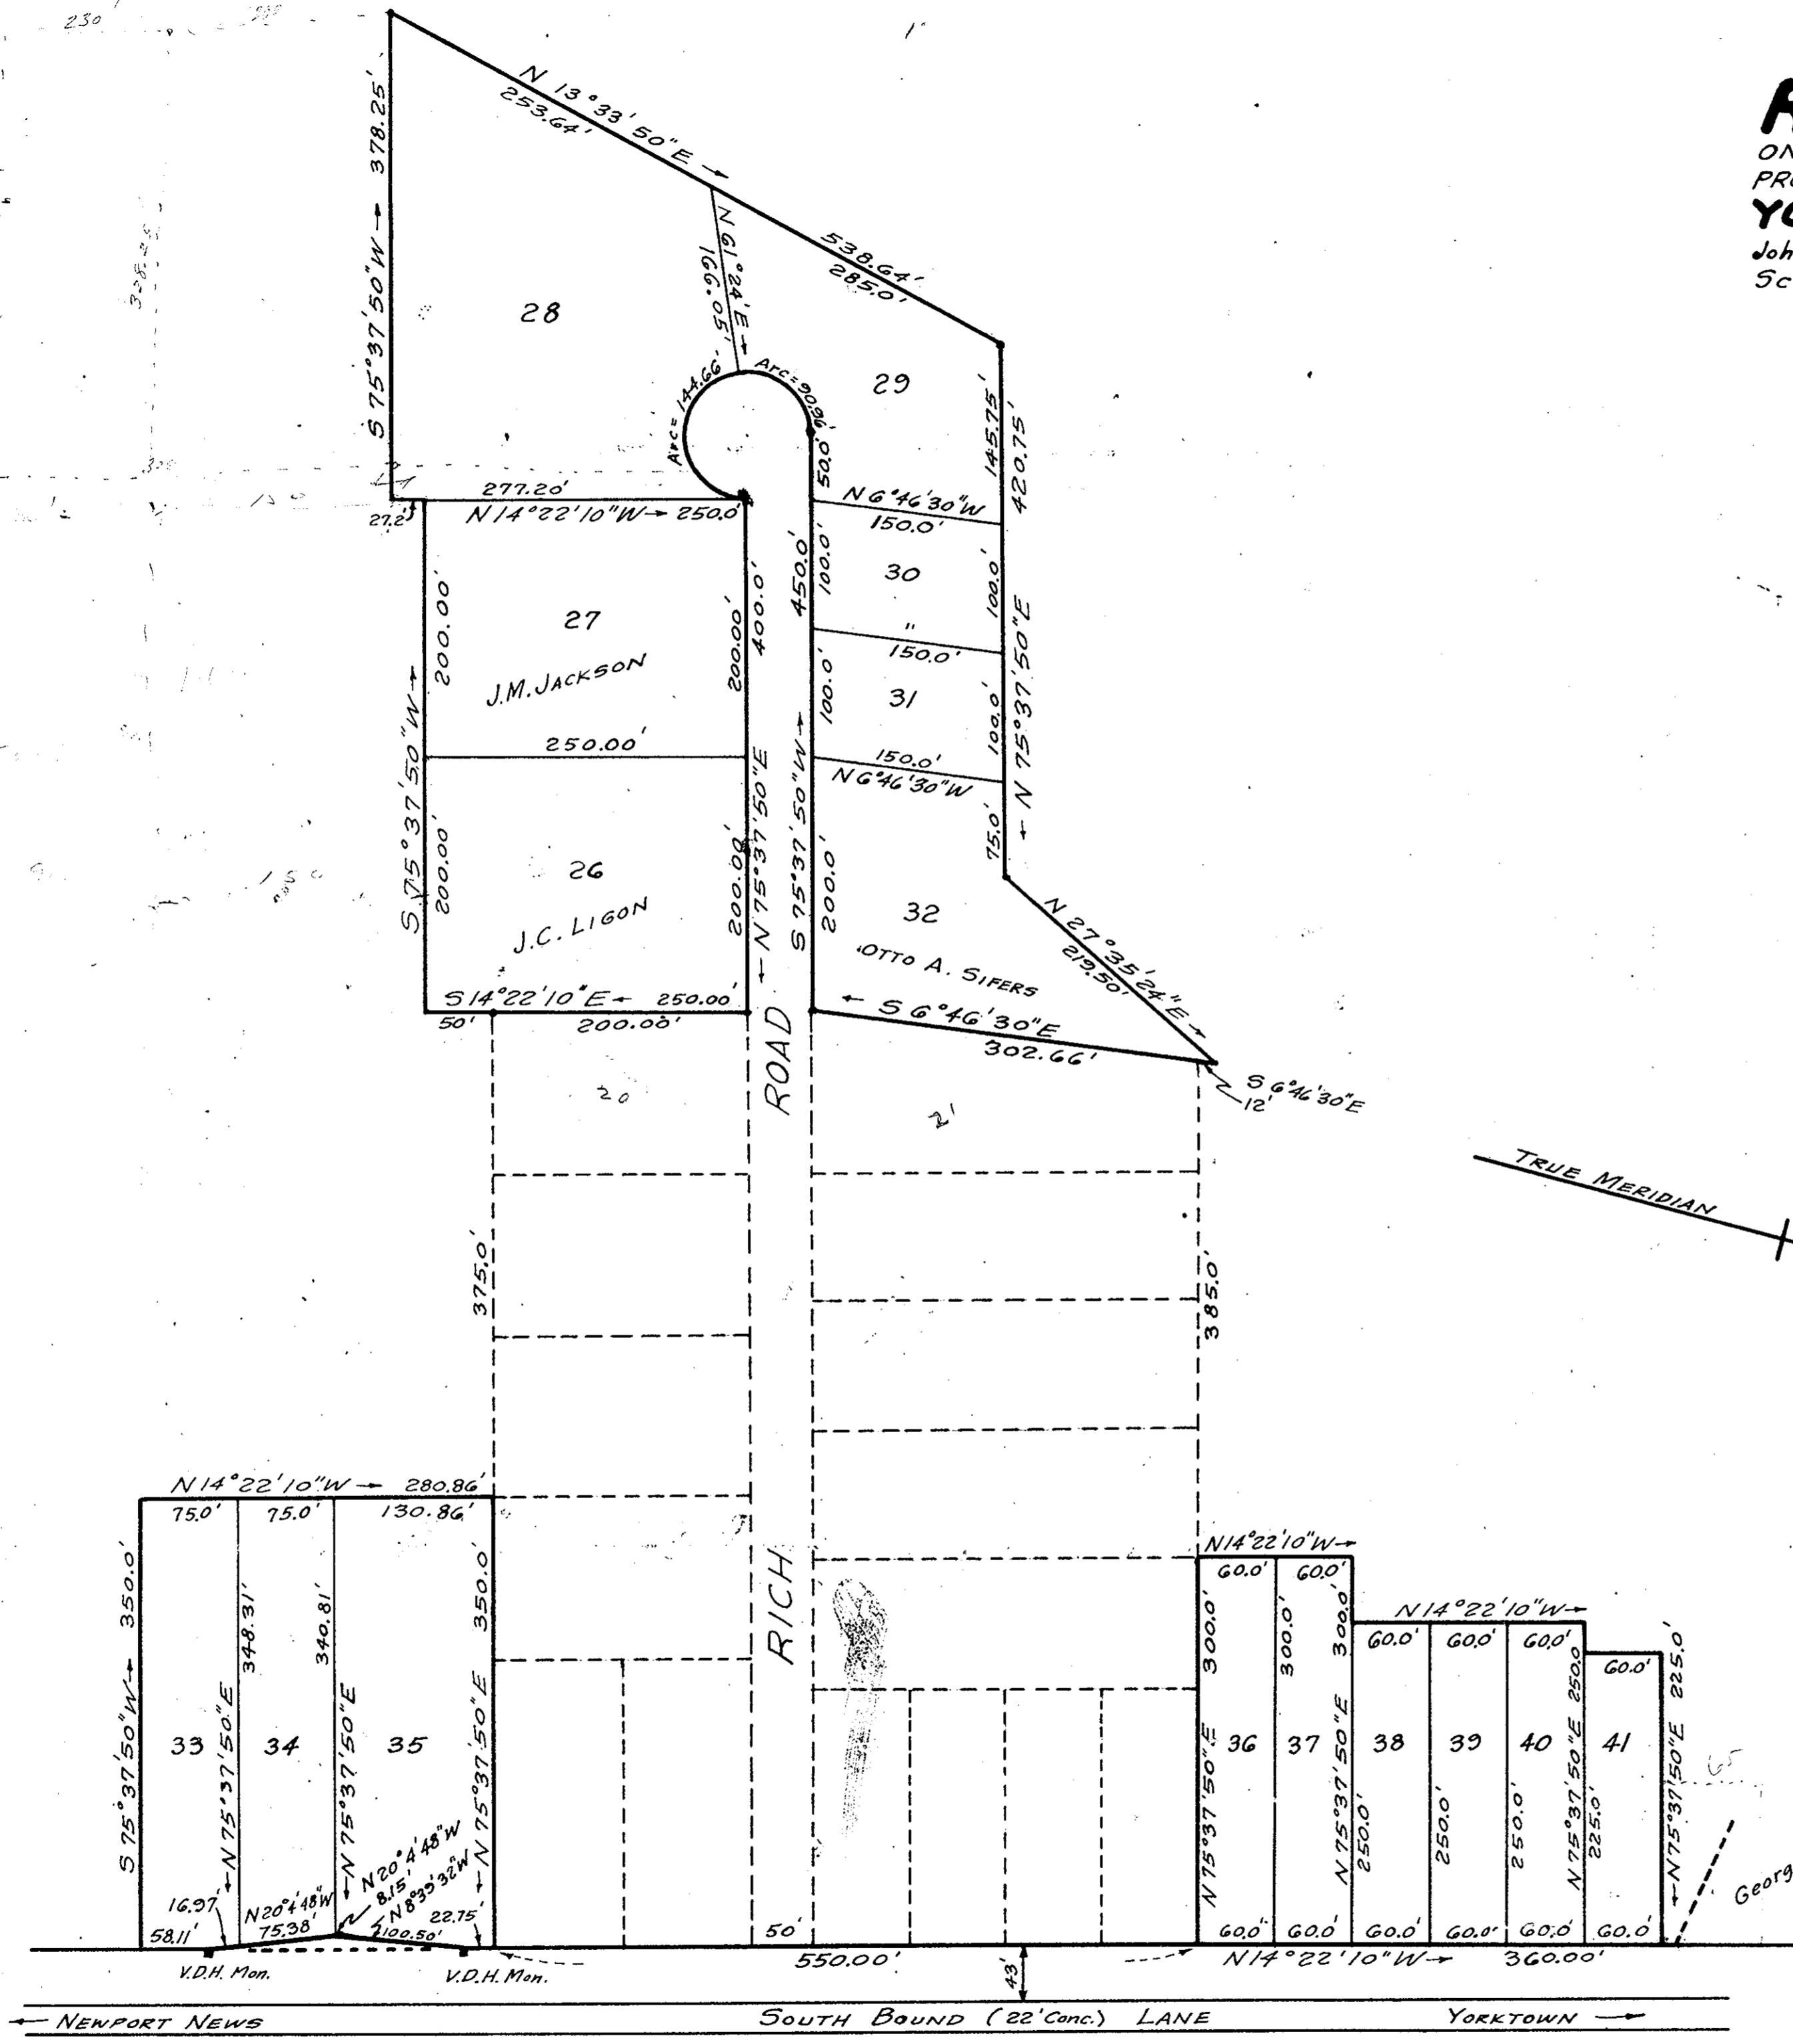 230'
S 75°37'50"W → 378.25'
N 13°33'50"E →
253.64'
538.64'
285.0'
N 61°24'E →
166.05'
28
29
Arc = 144.66'
Arc = 90.96'
50.0'
145.75'
420.75'
277.20'
27.2'
N 14°22'10"W → 250.0'
N 6°46'30"W
150.0'
30
100.0'
100.0'
"
150.0'
31
100.0'
100.0'
150.0'
N 6°46'30"W
← N 75°37'50"E
75.0'
27
J.M. JACKSON
200.00'
200.00'
400.0'
450.0'
250.00'
S 75°37'50"W →
26
J.C. LIGON
200.00'
200.00'
← N 75°37'50"E
S 75°37'50"W →
200.0'
32
OTTO A. SIFERS
N 27°35'24"E →
219.50'
S 14°22'10"E ← 250.00'
50'
200.00'
← S 6°46'30"E
302.66'
S 6°46'30"E
12'
20
21
RICH ROAD
TRUE MERIDIAN
375.0'
385.0'
N 14°22'10"W → 280.86'
75.0'
75.0'
130.86'
S 75°37'50"W → 350.0'
348.31'
340.81'
350.0'
33
34
35
← N 75°37'50"E
← N 75°37'50"E
← N 75°37'50"E
16.97'
58.11'
N 20°4'48"W
75.38'
N 20°4'48"W
8.15'
N 8°39'32"W
100.50'
22.75'
V.D.H. Mon.
V.D.H. Mon.
50'
550.00'
43'
N 14°22'10"W →
60.0'
60.0'
N 14°22'10"W →
60.0'
60.0'
60.0'
60.0'
300.0'
300.0'
300.0'
250.0
225.0'
36
37
38
39
40
41
N 75°37'50"E
N 75°37'50"E
250.0'
250.0'
250.0'
N 75°37'50"E
225.0'
← N 75°37'50"E
65
60.0'
60.0'
60.0'
60.0'
60.0'
60.0'
N 14°22'10"W → 360.00'
Georg
← NEWPORT NEWS
SOUTH BOUND (22' Conc.) LANE
YORKTOWN →
ON
PR
YO
Joh
Sc